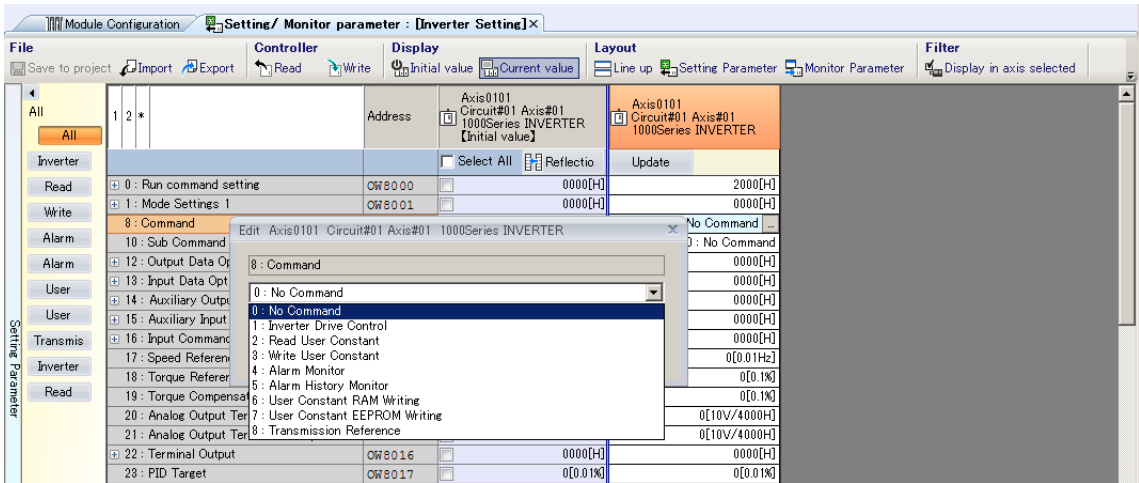 Module Configuration
Setting/ Monitor parameter : [Inverter Setting]×
File Controller Display Layout Filter
Save to project Import Export Read Write Initial value Current value Line up Setting Parameter Monitor Parameter Display in axis selected
All
All
Inverter
Read
Write
Alarm
Alarm
User
User
Transmis
Inverter
Read
Setting Parameter
1 2 *
Address
Axis0101
Circuit#01 Axis#01
1000Series INVERTER
【Initial value】
Axis0101
Circuit#01 Axis#01
1000Series INVERTER
Select All Reflectio Update
0 : Run command setting OW8000 0000[H] 2000[H]
1 : Mode Settings 1 OW8001 0000[H] 0000[H]
8 : Command No Command ...
10 : Sub Command : No Command
12 : Output Data Op 0000[H]
13 : Input Data Opt 0000[H]
14 : Auxiliary Outpu 0000[H]
15 : Auxiliary Input 0000[H]
16 : Input Command 0000[H]
17 : Speed Referen 0[0.01Hz]
18 : Torque Referer 0[0.1%]
19 : Torque Compensat 0[0.1%]
20 : Analog Output Ter 0[10V/4000H]
21 : Analog Output Ter 0[10V/4000H]
22 : Terminal Output OW8016 0000[H] 0000[H]
23 : PID Target OW8017 0[0.01%] 0[0.01%]
Edit Axis0101 Circuit#01 Axis#01 1000Series INVERTER X
8 : Command
0 : No Command
0 : No Command
1 : Inverter Drive Control
2 : Read User Constant
3 : Write User Constant
4 : Alarm Monitor
5 : Alarm History Monitor
6 : User Constant RAM Writing
7 : User Constant EEPROM Writing
8 : Transmission Reference